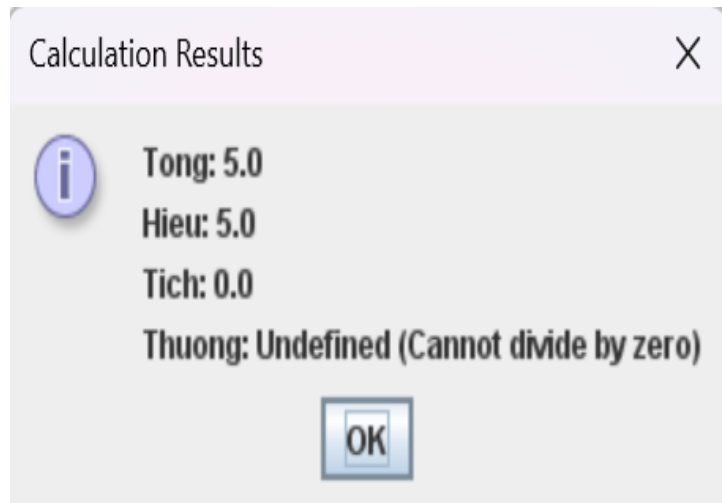 Calculation Results
Tong: 5.0
Hieu: 5.0
Tich: 0.0
Thuong: Undefined (Cannot divide by zero)
OK